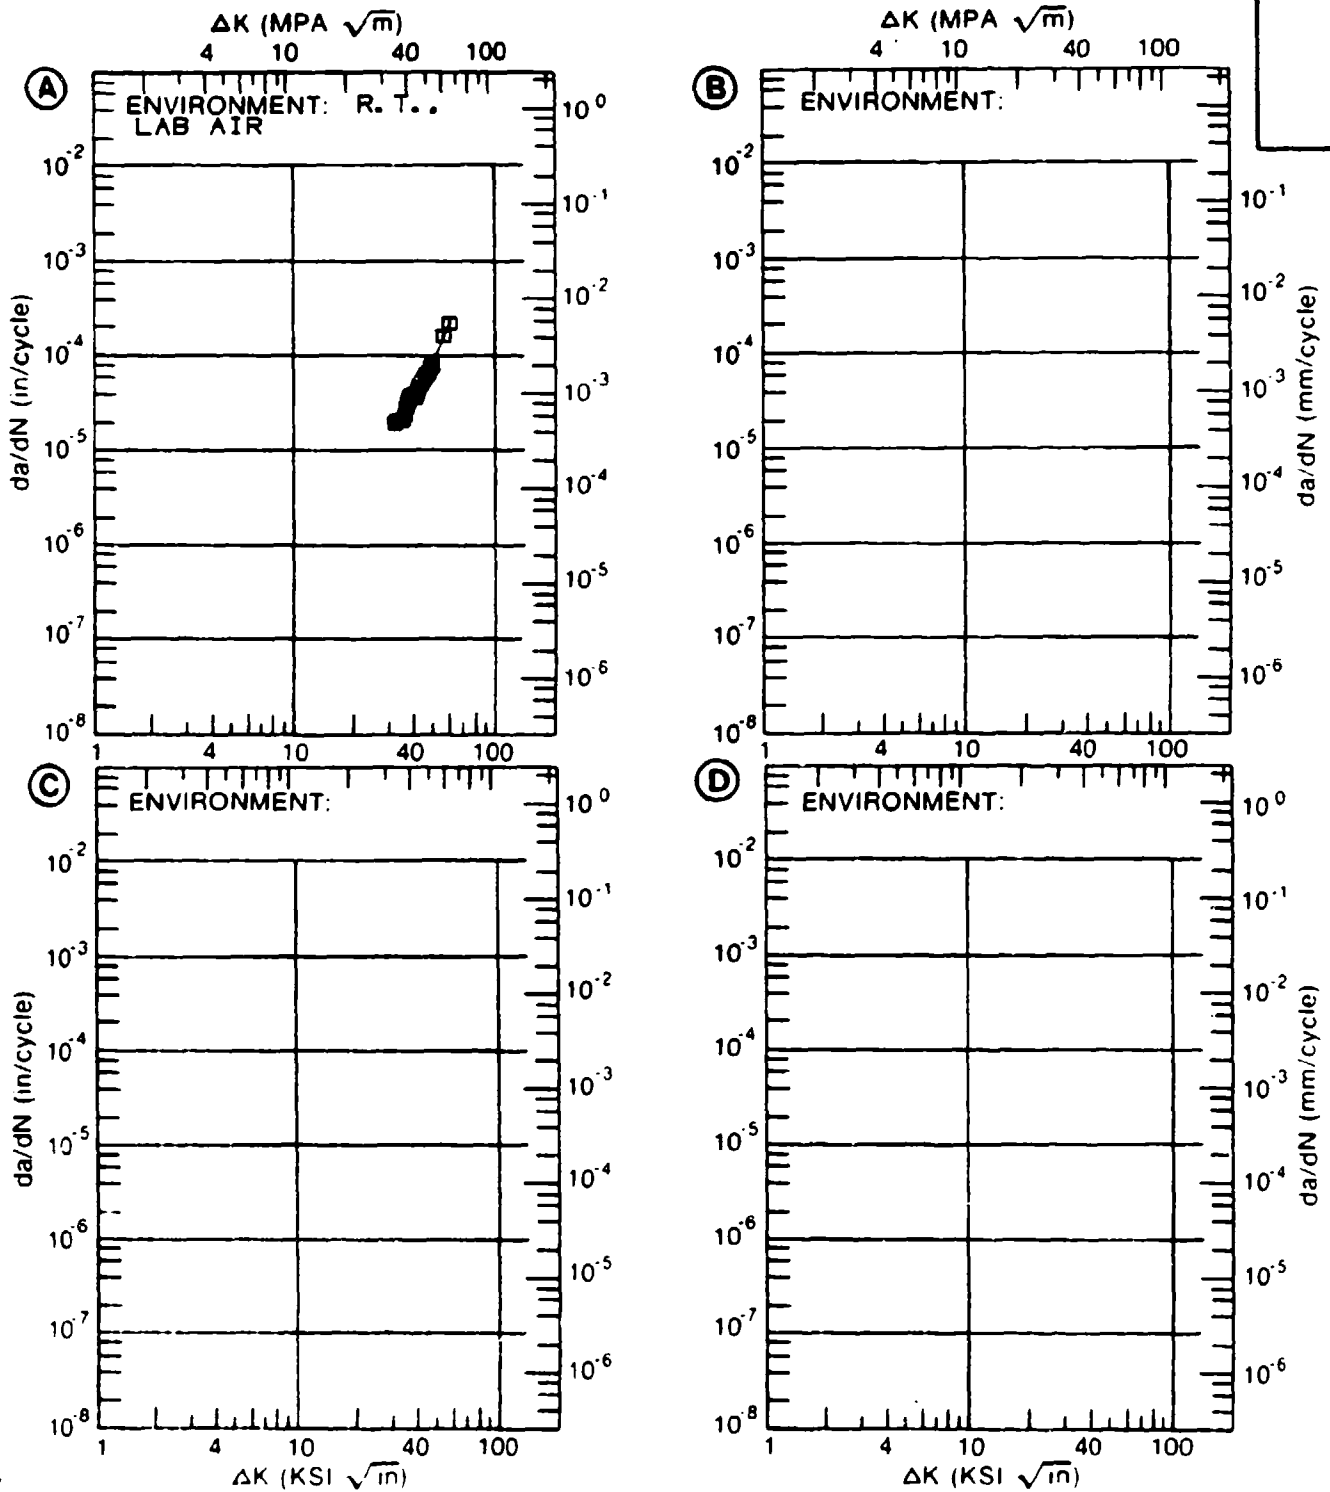 ΔK (MPA √m)
4 10 40 100
A
ENVIRONMENT: R.T..
LAB AIR
da/dN (in/cycle)
10⁻²
10⁻³
10⁻⁴
10⁻⁵
10⁻⁶
10⁻⁷
10⁻⁸
10⁰
10⁻¹
10⁻²
10⁻³
10⁻⁴
10⁻⁵
10⁻⁶
1 4 10 40 100
ΔK (MPA √m)
4 10 40 100
B
ENVIRONMENT:
10⁻²
10⁻³
10⁻⁴
10⁻⁵
10⁻⁶
10⁻⁷
10⁻⁸
10⁻¹
10⁻²
10⁻³
10⁻⁴
10⁻⁵
10⁻⁶
da/dN (mm/cycle)
1 4 10 40 100
C
ENVIRONMENT:
da/dN (in/cycle)
10⁻²
10⁻³
10⁻⁴
10⁻⁵
10⁻⁶
10⁻⁷
10⁻⁸
10⁰
10⁻¹
10⁻²
10⁻³
10⁻⁴
10⁻⁵
10⁻⁶
1 4 10 40 100
ΔK (KSI √in)
D
ENVIRONMENT:
10⁻²
10⁻³
10⁻⁴
10⁻⁵
10⁻⁶
10⁻⁷
10⁻⁸
10⁰
10⁻¹
10⁻²
10⁻³
10⁻⁴
10⁻⁵
10⁻⁶
da/dN (mm/cycle)
1 4 10 40 100
ΔK (KSI √in)